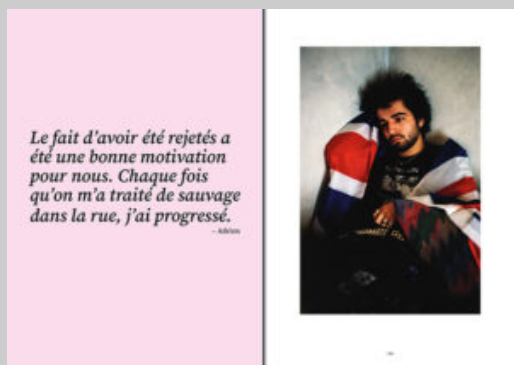 Le fait d'avoir été rejetés a
été une bonne motivation
pour nous. Chaque fois
qu'on m'a traité de sauvage
dans la rue, j'ai progressé.
– Adrien